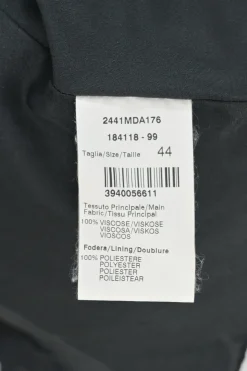 2441MDA176
184118 - 99
Taglia/Size/Taille 44
3940056611
Tessuto Principale/Main
Fabric/Tissu Principal
100% VISCOSE/VISKOSE
VISCOSA/VISKOS
VIOSCOS
Fodera/Lining/Doublure
100% POLIESTERE
POLYESTER
POLIESTER
POILEISTEAR